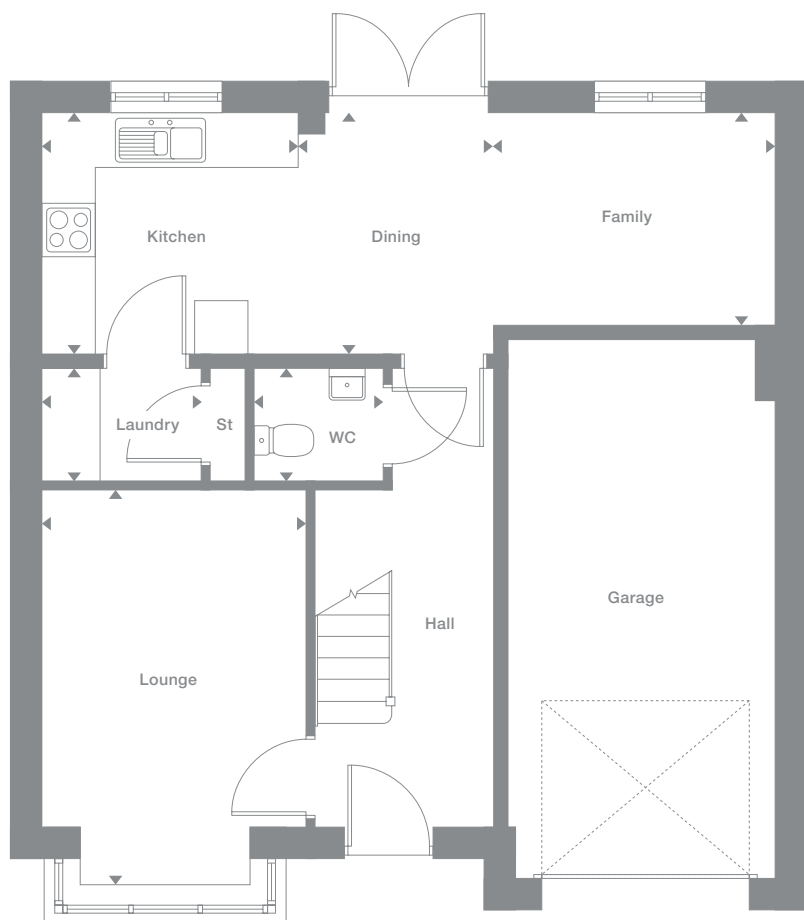 Family
Kitchen
Dining
Laundry
St
WC
Garage
Hall
Lounge